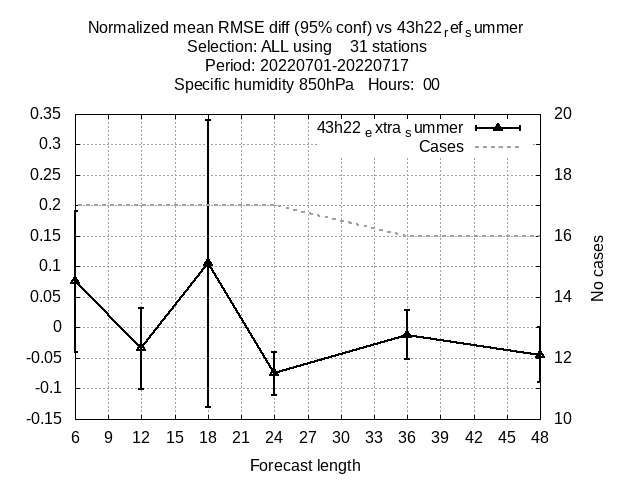 Normalized mean RMSE diff (95% conf) vs 43h22refsummer
Selection: ALL using 31 stations
Period: 20220701-20220717
Specific humidity 850hPa Hours: 00
0.35
0.3
0.25
0.2
0.15
0.1
0.05
0
-0.05
-0.1
-0.15
20
18
16
14
12
10
43h22extrasummer
Cases
No cases
6 9 12 15 18 21 24 27 30 33 36 39 42 45 48
Forecast length